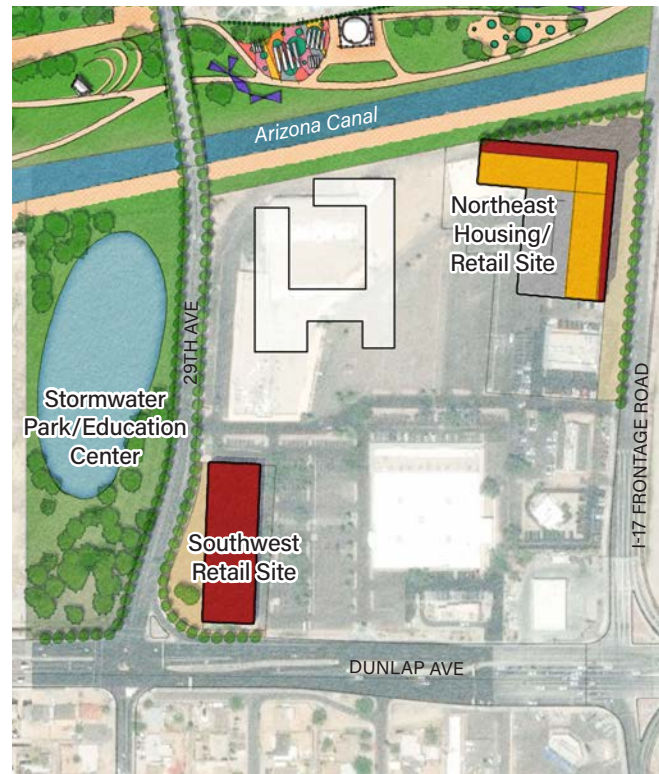 Arizona Canal
Northeast
Housing/
Retail Site
29TH AVE
Stormwater
Park/Education
Center
I-17 FRONTAGE ROAD
Southwest
Retail Site
DUNLAP AVE